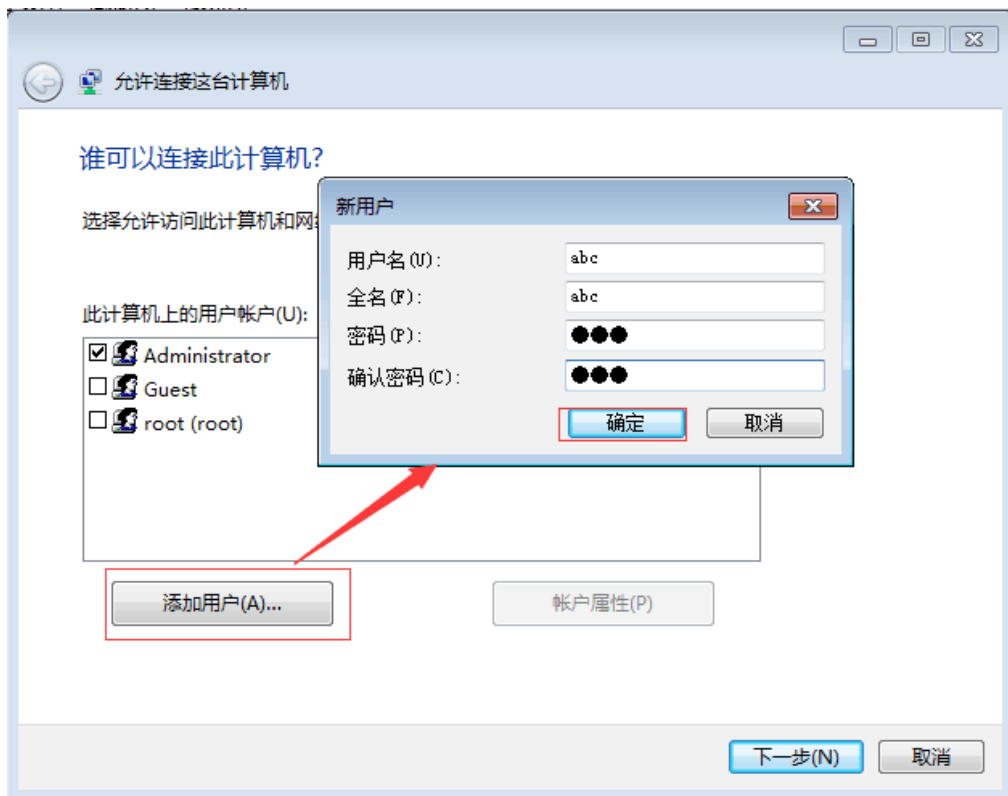 允许连接这台计算机
谁可以连接此计算机?
选择允许访问此计算机和网
此计算机上的用户帐户(U):
Administrator
Guest
root (root)
新用户
用户名(U): abc
全名(F): abc
密码(P): ●●●
确认密码(C): ●●●
确定 取消
添加用户(A)... 帐户属性(P)
下一步(N) 取消